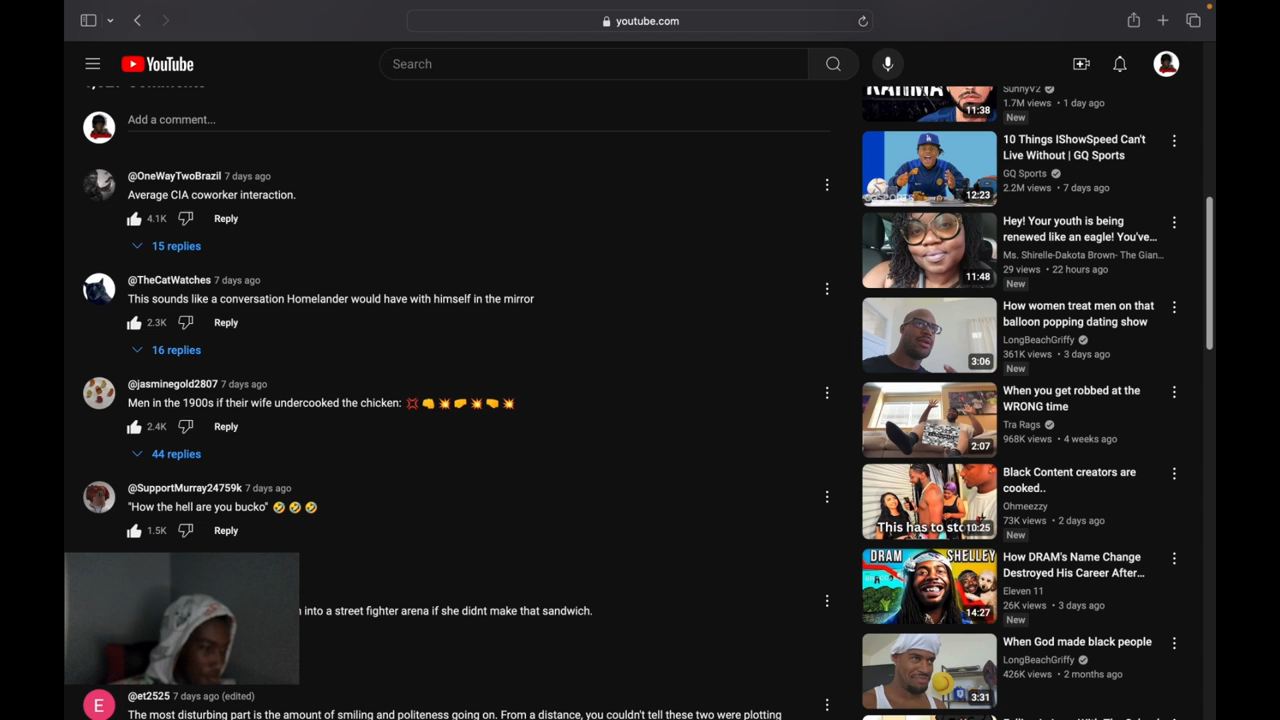 youtube.com
YouTube
Search
Add a comment...
@OneWayTwoBrazil 7 days ago
Average CIA coworker interaction.
4.1K Reply
15 replies
@TheCatWatches 7 days ago
This sounds like a conversation Homelander would have with himself in the mirror
2.3K Reply
16 replies
@jasminegold2807 7 days ago
Men in the 1900s if their wife undercooked the chicken: 💢 👊 💥 🤛 💥 🤜 💥
2.4K Reply
44 replies
@SupportMurray24759k 7 days ago
"How the hell are you bucko" 🤣 🤣 🤣
1.5K Reply
into a street fighter arena if she didnt make that sandwich.
E
@et2525 7 days ago (edited)
The most disturbing part is the amount of smiling and politeness going on. From a distance, you couldn't tell these two were plotting
KARMA
11:38
SunnyV2
1.7M views • 1 day ago
New
12:23
10 Things IShowSpeed Can't
Live Without | GQ Sports
GQ Sports
2.2M views • 7 days ago
11:48
Hey! Your youth is being
renewed like an eagle! You've...
Ms. Shirelle-Dakota Brown- The Gian...
29 views • 22 hours ago
New
3:06
How women treat men on that
balloon popping dating show
LongBeachGriffy
361K views • 3 days ago
New
2:07
When you get robbed at the
WRONG time
Tra Rags
968K views • 4 weeks ago
This has to sto
10:25
Black Content creators are
cooked..
Ohmeezzy
73K views • 2 days ago
New
DRAM SHELLEY
14:27
How DRAM's Name Change
Destroyed His Career After...
Eleven 11
26K views • 3 days ago
New
3:31
When God made black people
LongBeachGriffy
426K views • 2 months ago